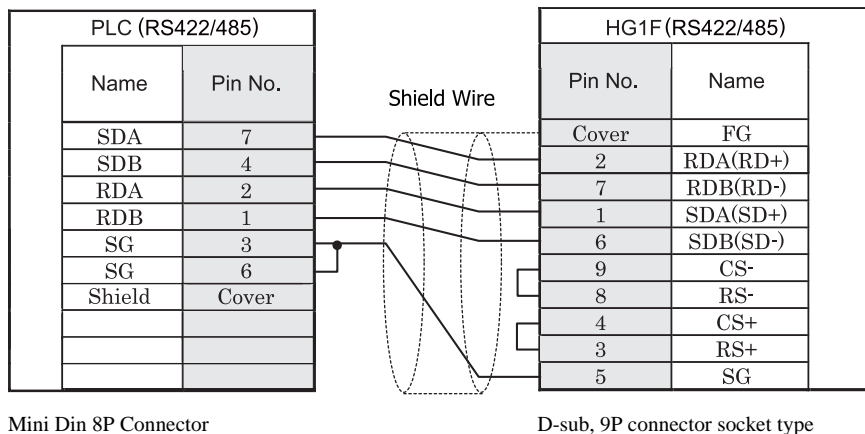 PLC (RS422/485) HG1F(RS422/485)
Name Pin No. Shield Wire Pin No. Name
SDA 7 Cover FG
SDB 4 2 RDA(RD+)
RDA 2 7 RDB(RD-)
RDB 1 1 SDA(SD+)
SG 3 6 SDB(SD-)
SG 6 9 CS-
Shield Cover 8 RS-
4 CS+
3 RS+
5 SG
Mini Din 8P Connector D-sub, 9P connector socket type